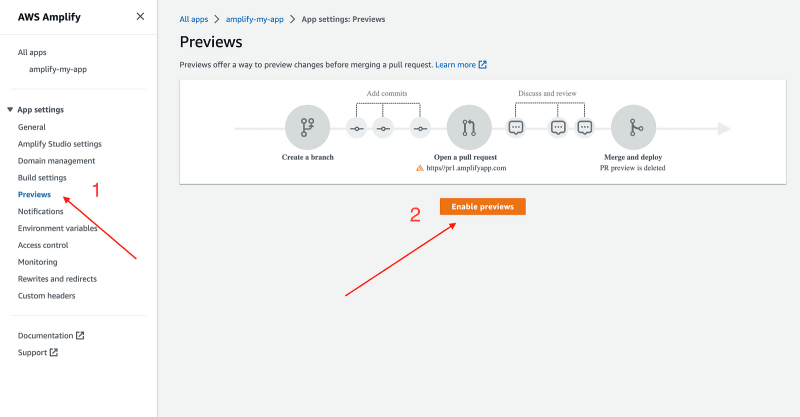 AWS Amplify
All apps
amplify-my-app
App settings
General
Amplify Studio settings
Domain management
Build settings
Previews
1
Notifications
Environment variables
Access control
Monitoring
Rewrites and redirects
Custom headers
Documentation
Support
All apps > amplify-my-app > App settings: Previews
Previews
Previews offer a way to preview changes before merging a pull request. Learn more
Add commits
Discuss and review
Create a branch
Open a pull request
https//pr1.amplifyapp.com
Merge and deploy
PR preview is deleted
2
Enable previews